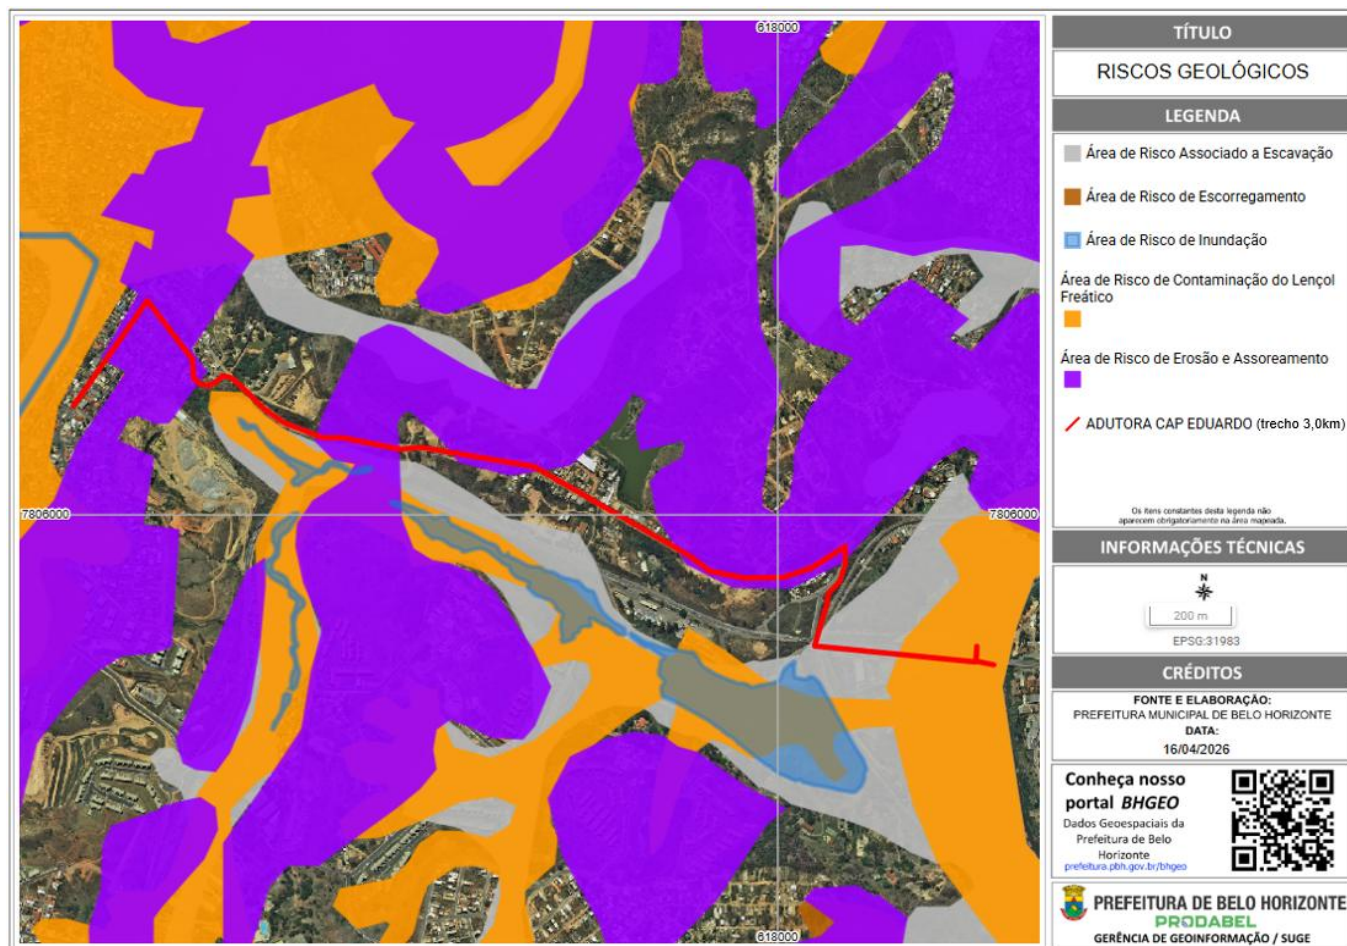 618000
7806000
7806000
618000
TÍTULO
RISCOS GEOLÓGICOS
LEGENDA
Área de Risco Associado a Escavação
Área de Risco de Escorregamento
Área de Risco de Inundação
Área de Risco de Contaminação do Lençol
Freático
Área de Risco de Erosão e Assoreamento
ADUTORA CAP EDUARDO (trecho 3,0km)
Os itens constantes desta legenda não
aparecem obrigatoriamente na área mapeada.
INFORMAÇÕES TÉCNICAS
N
200 m
EPSG:31983
CRÉDITOS
FONTE E ELABORAÇÃO:
PREFEITURA MUNICIPAL DE BELO HORIZONTE
DATA:
16/04/2026
Conheça nosso
portal BHGEO
Dados Geoespaciais da
Prefeitura de Belo
Horizonte
prefeitura.pbh.gov.br/bhgeo
PREFEITURA DE BELO HORIZONTE
PRODABEL
GERÊNCIA DE GEOINFORMAÇÃO / SUGE